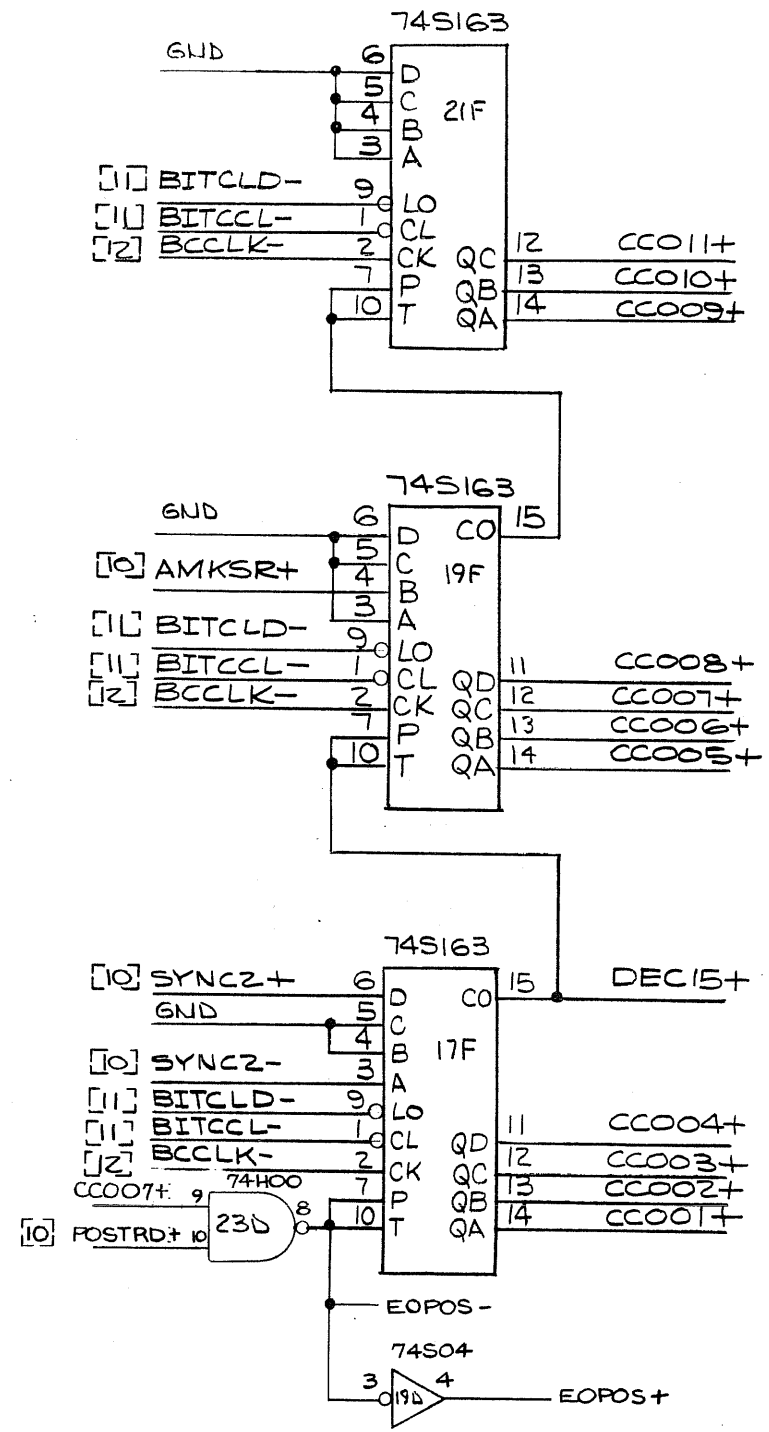 74S163
GND 6 D
5 C 21F
4 B
3 A
[11] BITCLD- 9 LO
[11] BITCCL- 1 CL
[12] BCCLK- 2 CK QC 12 CC011+
7 P QB 13 CC010+
10 T QA 14 CC009+
74S163
GND 6 D CO 15
5 C 19F
[10] AMKSR+ 4 B
3 A
[11] BITCLD- 9 LO
[11] BITCCL- 1 CL QD 11 CC008+
[12] BCCLK- 2 CK QC 12 CC007+
7 P QB 13 CC006+
10 T QA 14 CC005+
74S163
[10] SYNC2+ 6 D CO 15 DEC15+
GND 5 C
4 B 17F
[10] SYNC2- 3 A
[11] BITCLD- 9 LO
[11] BITCCL- 1 CL QD 11 CC004+
[12] BCCLK- 2 CK QC 12 CC003+
74H00
CC007+ 9 23D 8 7 P QB 13 CC002+
[10] POSTRD+ 10 10 T QA 14 CC001+
EOPOS-
74S04
3 19D 4 EOPOS+